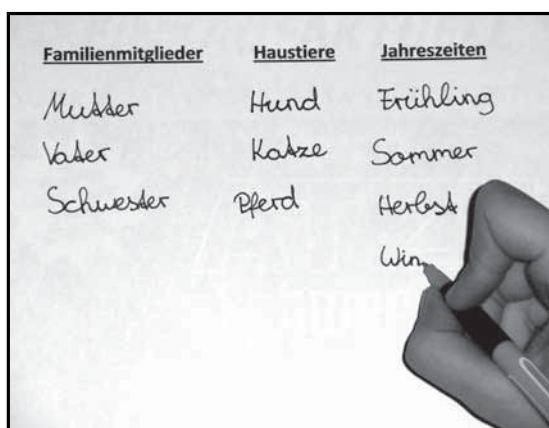 Familienmitglieder Haustiere Jahreszeiten
Mutter Hund Frühling
Vater Katze Sommer
Schwester Pferd Herbst
Win